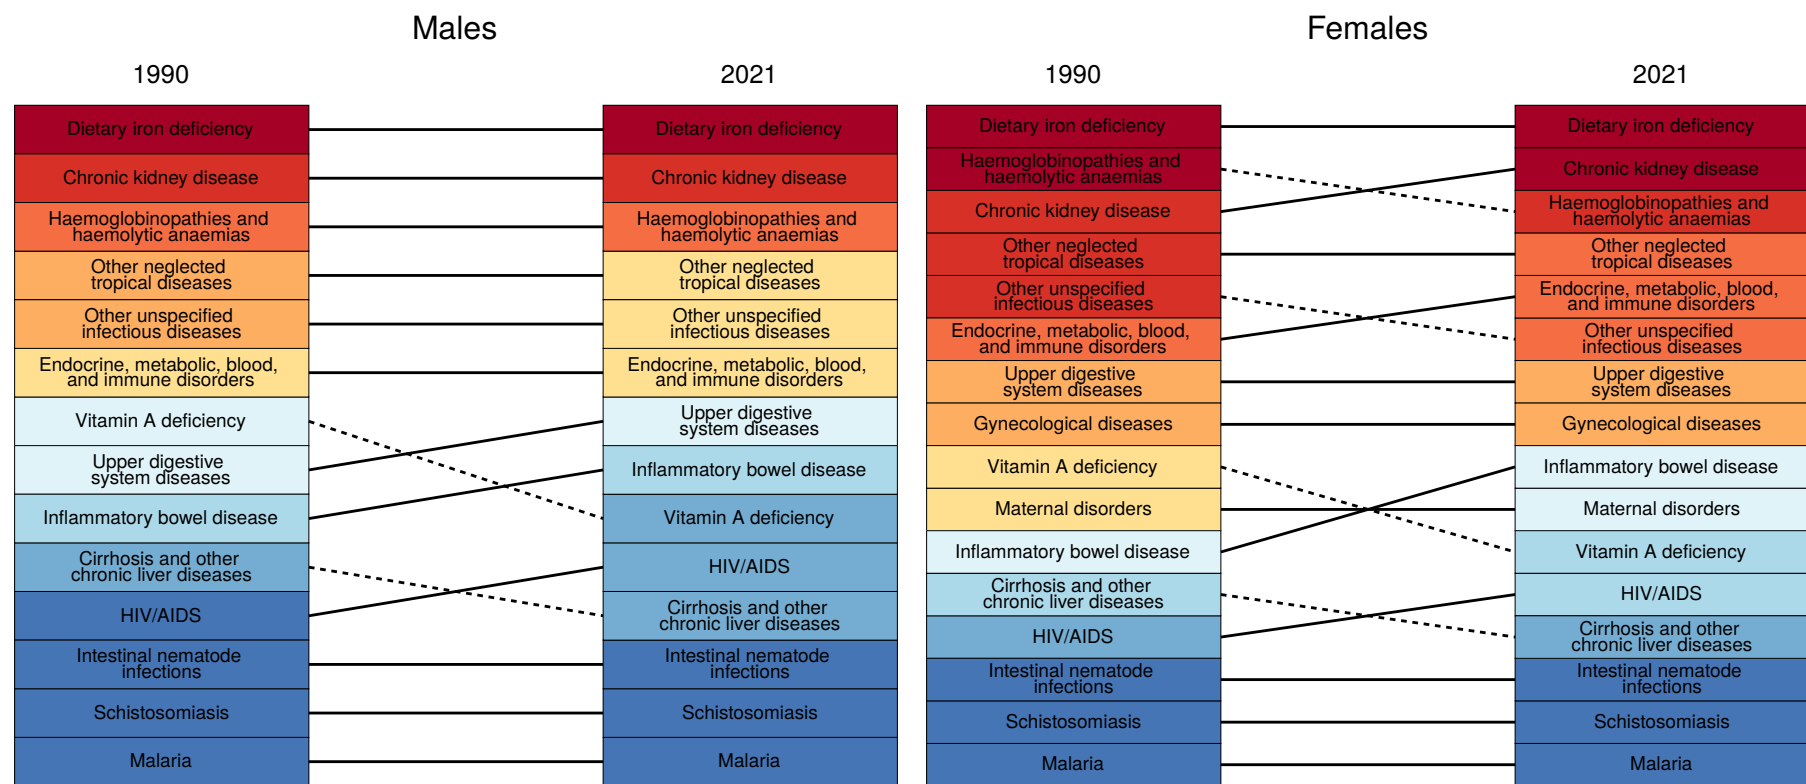 Males
1990
2021
Dietary iron deficiency
Chronic kidney disease
Haemoglobinopathies and
haemolytic anaemias
Other neglected
tropical diseases
Other unspecified
infectious diseases
Endocrine, metabolic, blood,
and immune disorders
Vitamin A deficiency
Upper digestive
system diseases
Inflammatory bowel disease
Cirrhosis and other
chronic liver diseases
HIV/AIDS
Intestinal nematode
infections
Schistosomiasis
Malaria
Dietary iron deficiency
Chronic kidney disease
Haemoglobinopathies and
haemolytic anaemias
Other neglected
tropical diseases
Other unspecified
infectious diseases
Endocrine, metabolic, blood,
and immune disorders
Upper digestive
system diseases
Inflammatory bowel disease
Vitamin A deficiency
HIV/AIDS
Cirrhosis and other
chronic liver diseases
Intestinal nematode
infections
Schistosomiasis
Malaria
Females
1990
2021
Dietary iron deficiency
Haemoglobinopathies and
haemolytic anaemias
Chronic kidney disease
Other neglected
tropical diseases
Other unspecified
infectious diseases
Endocrine, metabolic, blood,
and immune disorders
Upper digestive
system diseases
Gynecological diseases
Vitamin A deficiency
Maternal disorders
Inflammatory bowel disease
Cirrhosis and other
chronic liver diseases
HIV/AIDS
Intestinal nematode
infections
Schistosomiasis
Malaria
Dietary iron deficiency
Chronic kidney disease
Haemoglobinopathies and
haemolytic anaemias
Other neglected
tropical diseases
Endocrine, metabolic, blood,
and immune disorders
Other unspecified
infectious diseases
Upper digestive
system diseases
Gynecological diseases
Inflammatory bowel disease
Maternal disorders
Vitamin A deficiency
HIV/AIDS
Cirrhosis and other
chronic liver diseases
Intestinal nematode
infections
Schistosomiasis
Malaria